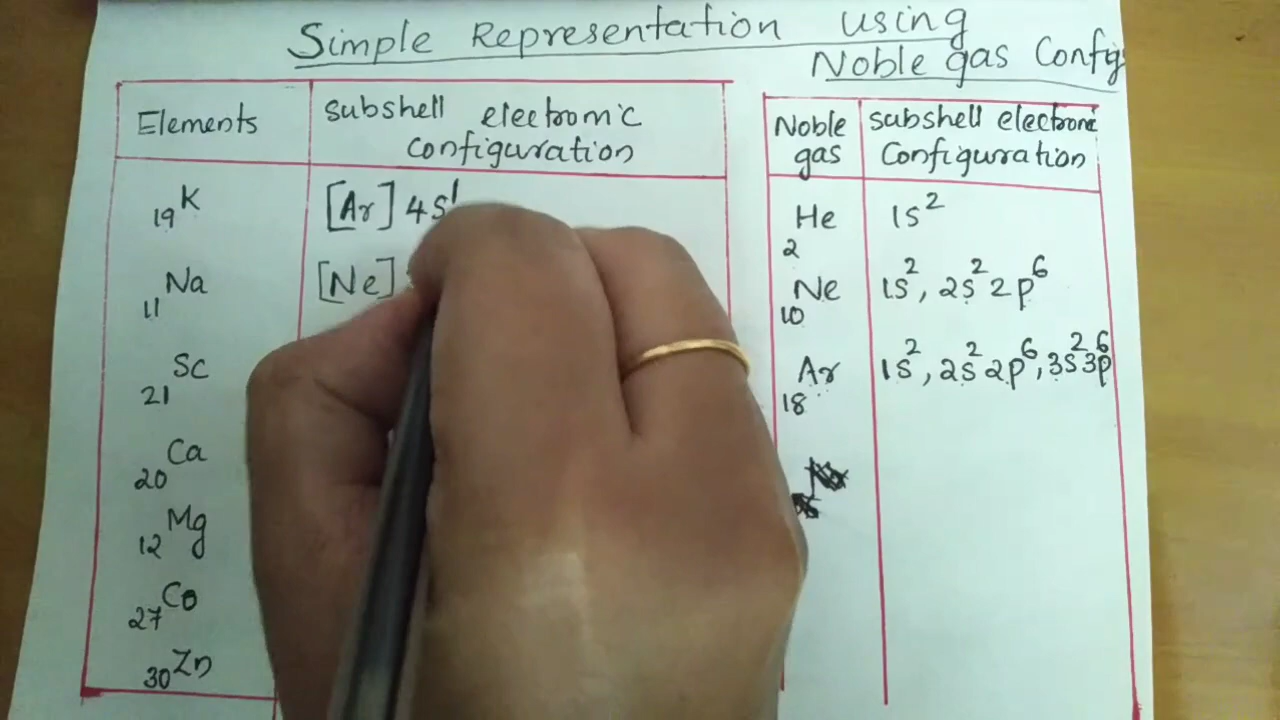 Simple Representation using
Noble gas Config
Elements
subshell electronic
configuration
19K
[Ar] 4s¹
11Na
[Ne]
21Sc
20Ca
12Mg
27Co
30Zn
Noble
gas
subshell electroni
Configuration
He
2
1s²
Ne
10
1s², 2s² 2p⁶
Ar
18
1s², 2s² 2p⁶, 3s² 3p⁶